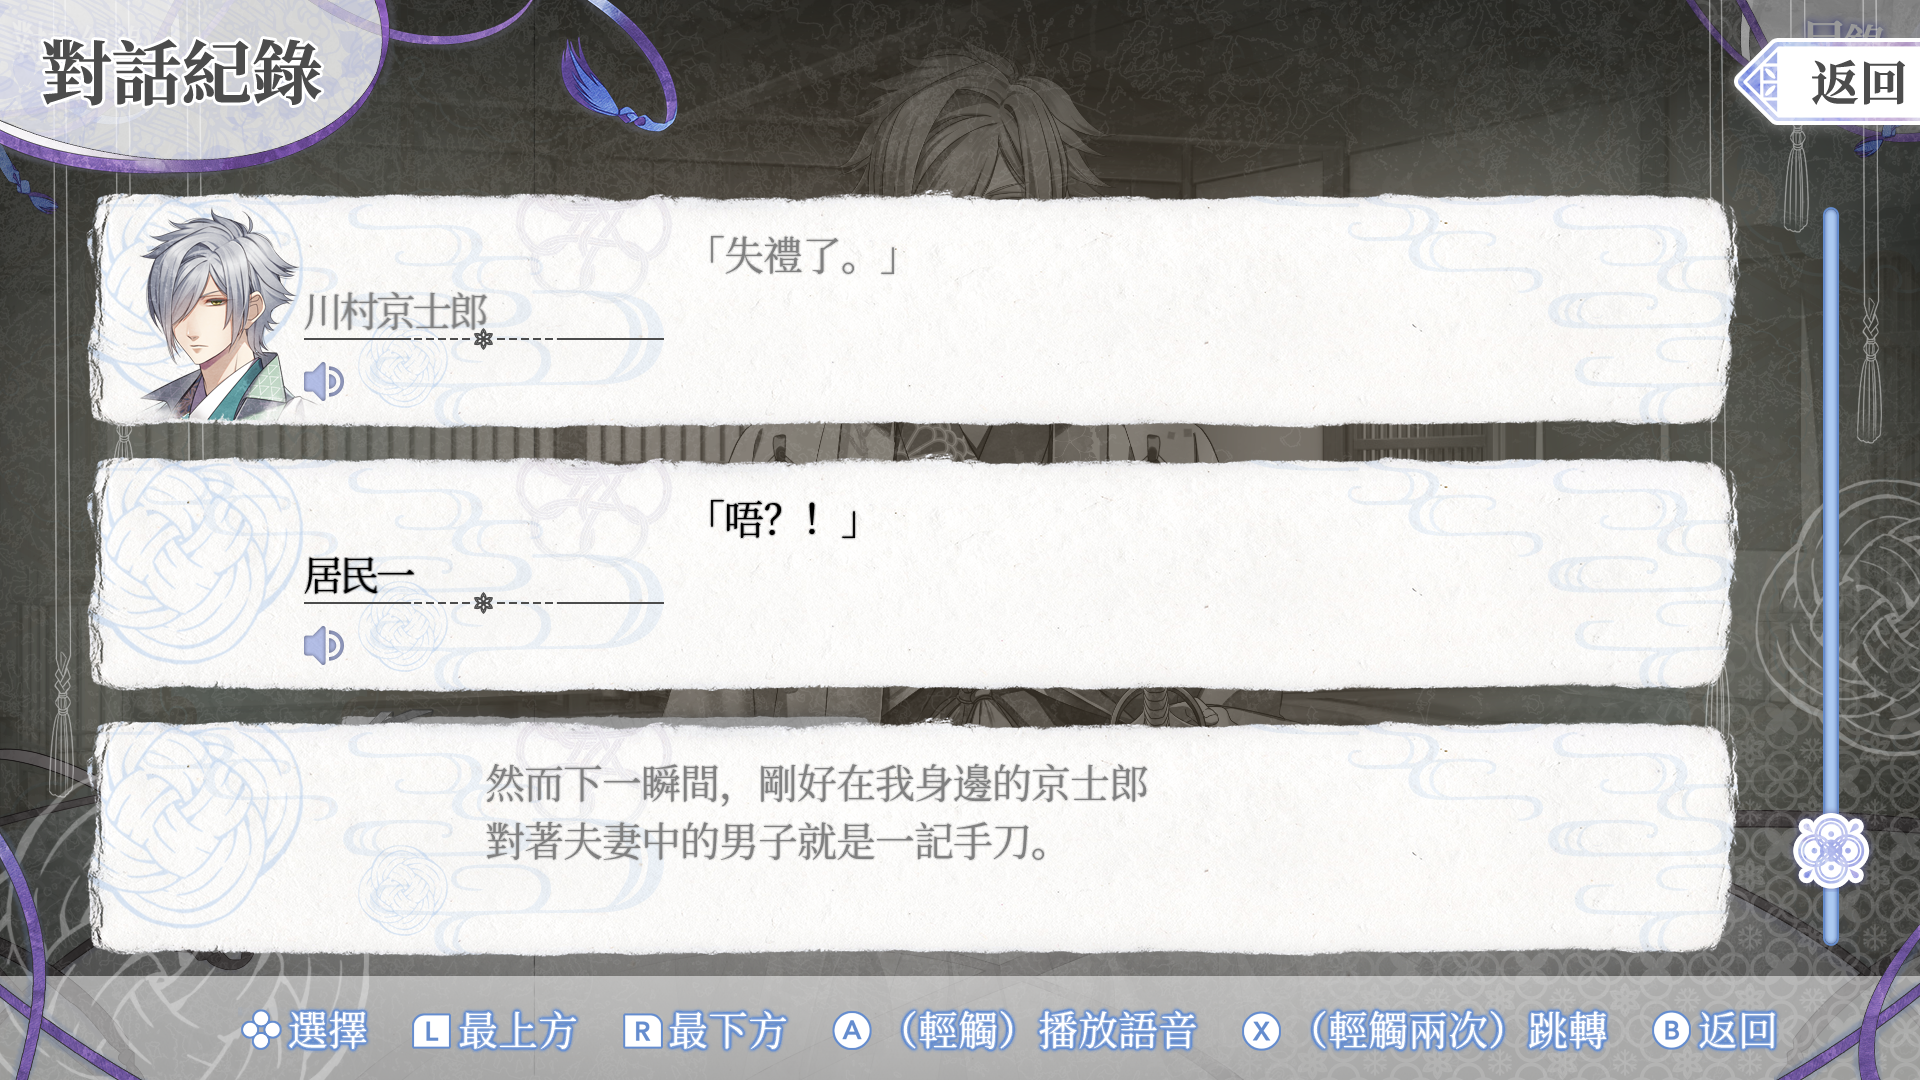 對話紀錄
返回
「失禮了。」
川村京士郎
「唔？！」
居民一
然而下一瞬間，剛好在我身邊的京士郎
對著夫妻中的男子就是一記手刀。
選擇 L 最上方 R 最下方 A （輕觸）播放語音 X （輕觸兩次）跳轉 B 返回